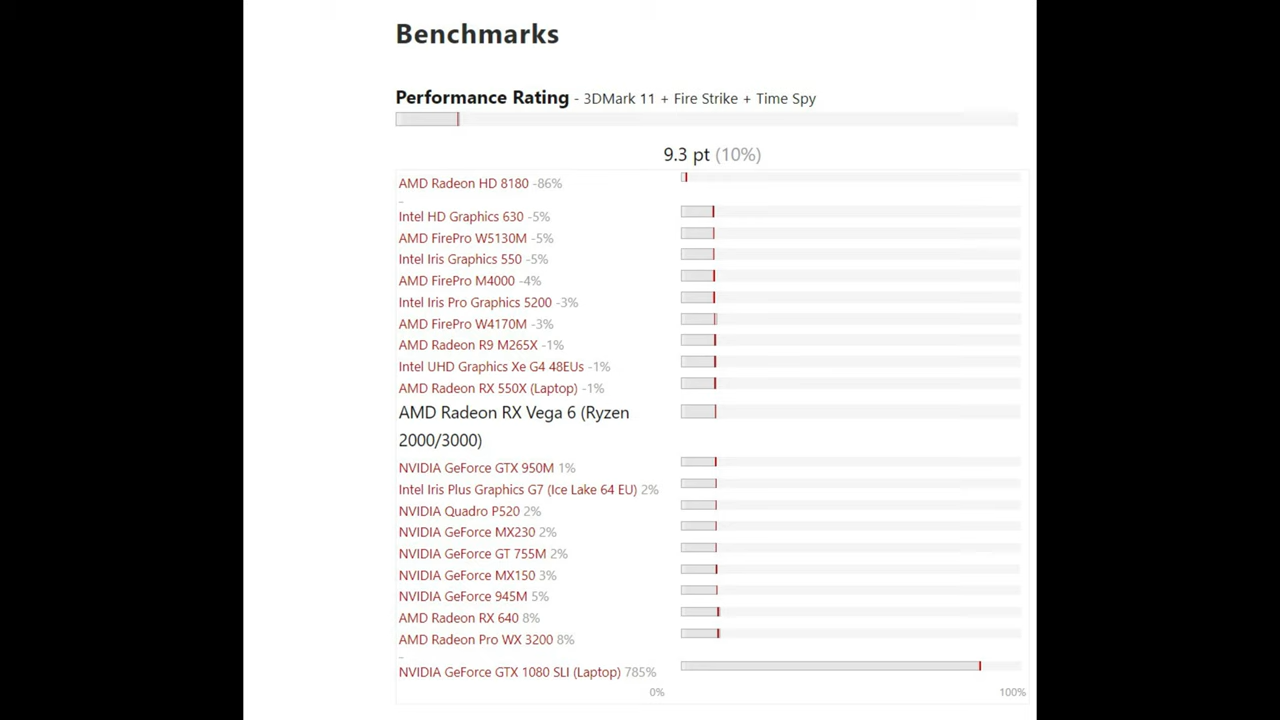 Benchmarks
Performance Rating - 3DMark 11 + Fire Strike + Time Spy
9.3 pt (10%)
AMD Radeon HD 8180 -86%
...
Intel HD Graphics 630 -5%
AMD FirePro W5130M -5%
Intel Iris Graphics 550 -5%
AMD FirePro M4000 -4%
Intel Iris Pro Graphics 5200 -3%
AMD FirePro W4170M -3%
AMD Radeon R9 M265X -1%
Intel UHD Graphics Xe G4 48EUs -1%
AMD Radeon RX 550X (Laptop) -1%
AMD Radeon RX Vega 6 (Ryzen
2000/3000)
NVIDIA GeForce GTX 950M 1%
Intel Iris Plus Graphics G7 (Ice Lake 64 EU) 2%
NVIDIA Quadro P520 2%
NVIDIA GeForce MX230 2%
NVIDIA GeForce GT 755M 2%
NVIDIA GeForce MX150 3%
NVIDIA GeForce 945M 5%
AMD Radeon RX 640 8%
AMD Radeon Pro WX 3200 8%
...
NVIDIA GeForce GTX 1080 SLI (Laptop) 785%
0% 100%